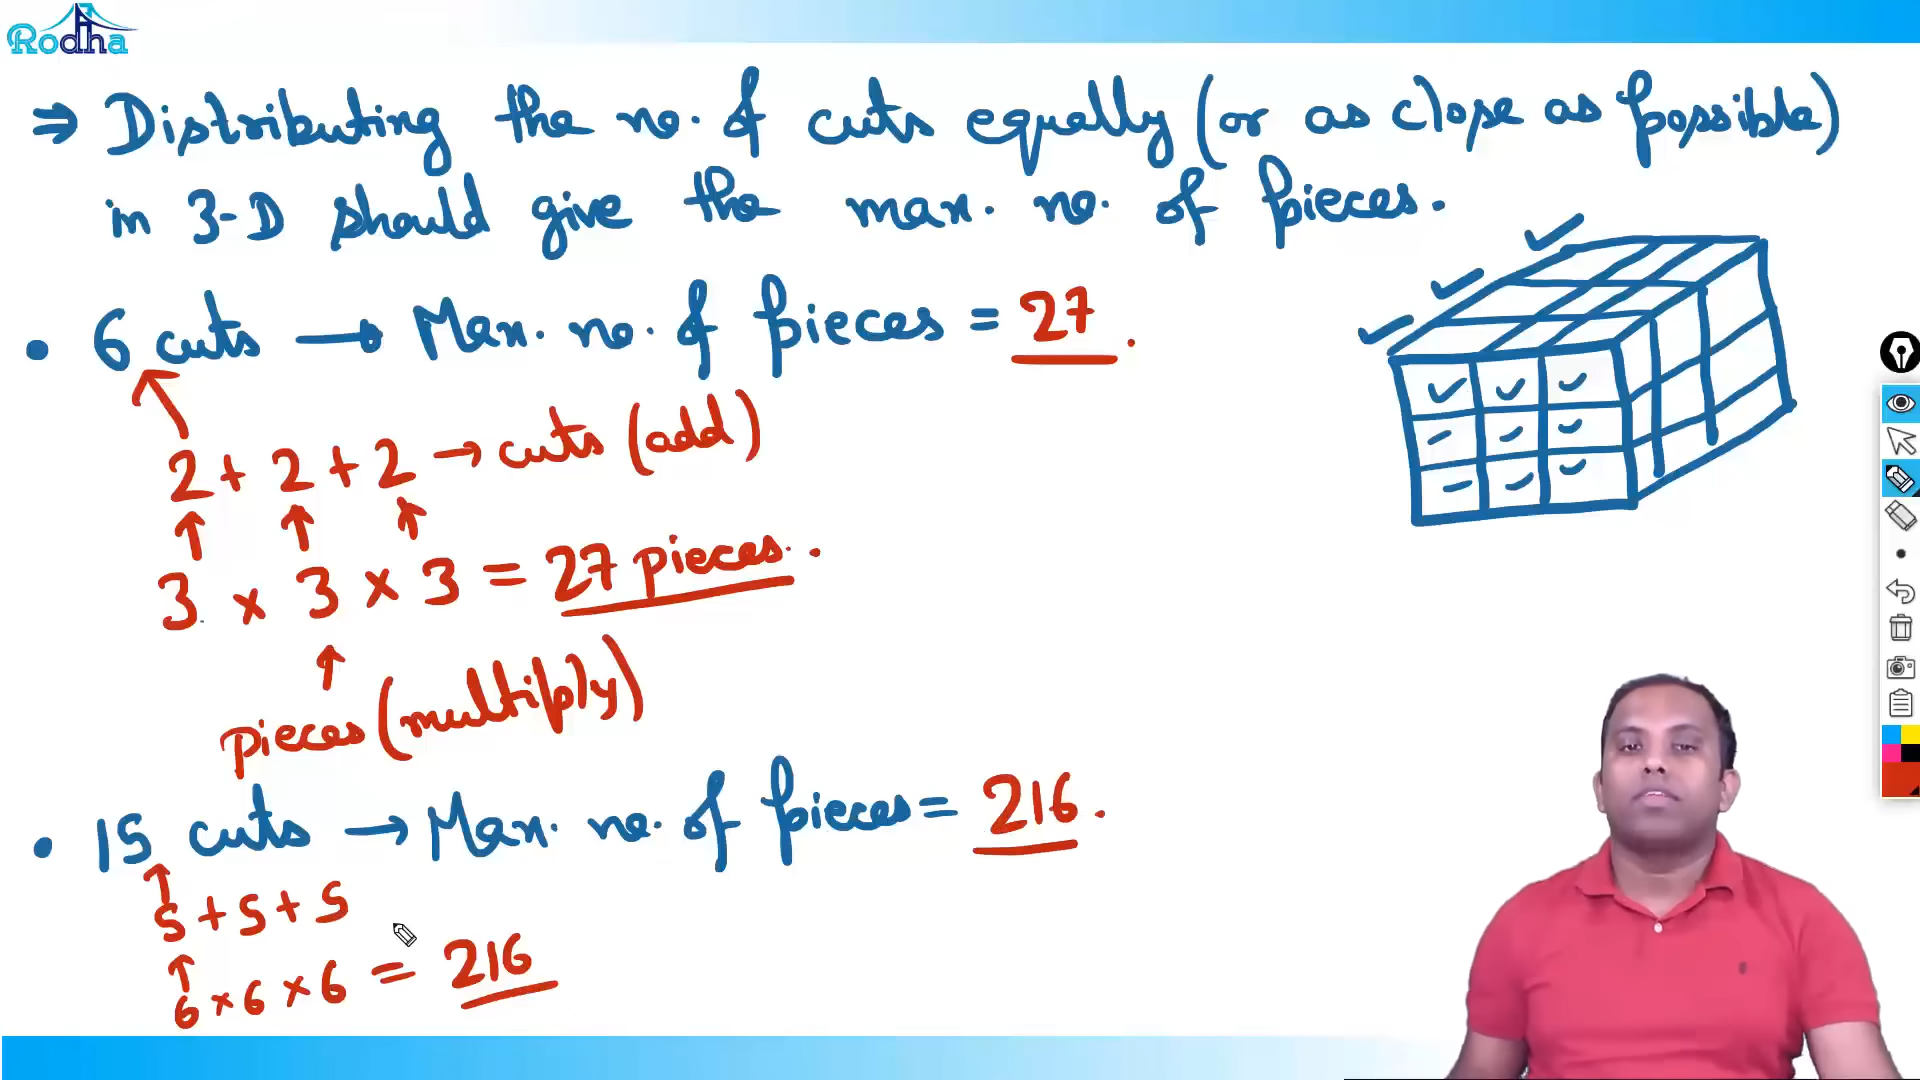 Rodha
⇒ Distributing the no. of cuts equally (or as close as possible)
in 3-D should give the max. no. of pieces.
• 6 cuts → Max. no. of pieces = 27.
2 + 2 + 2 → cuts (add)
3 × 3 × 3 = 27 pieces.
pieces (multiply)
• 15 cuts → Max. no. of pieces = 216.
5 + 5 + 5
6 × 6 × 6 = 216